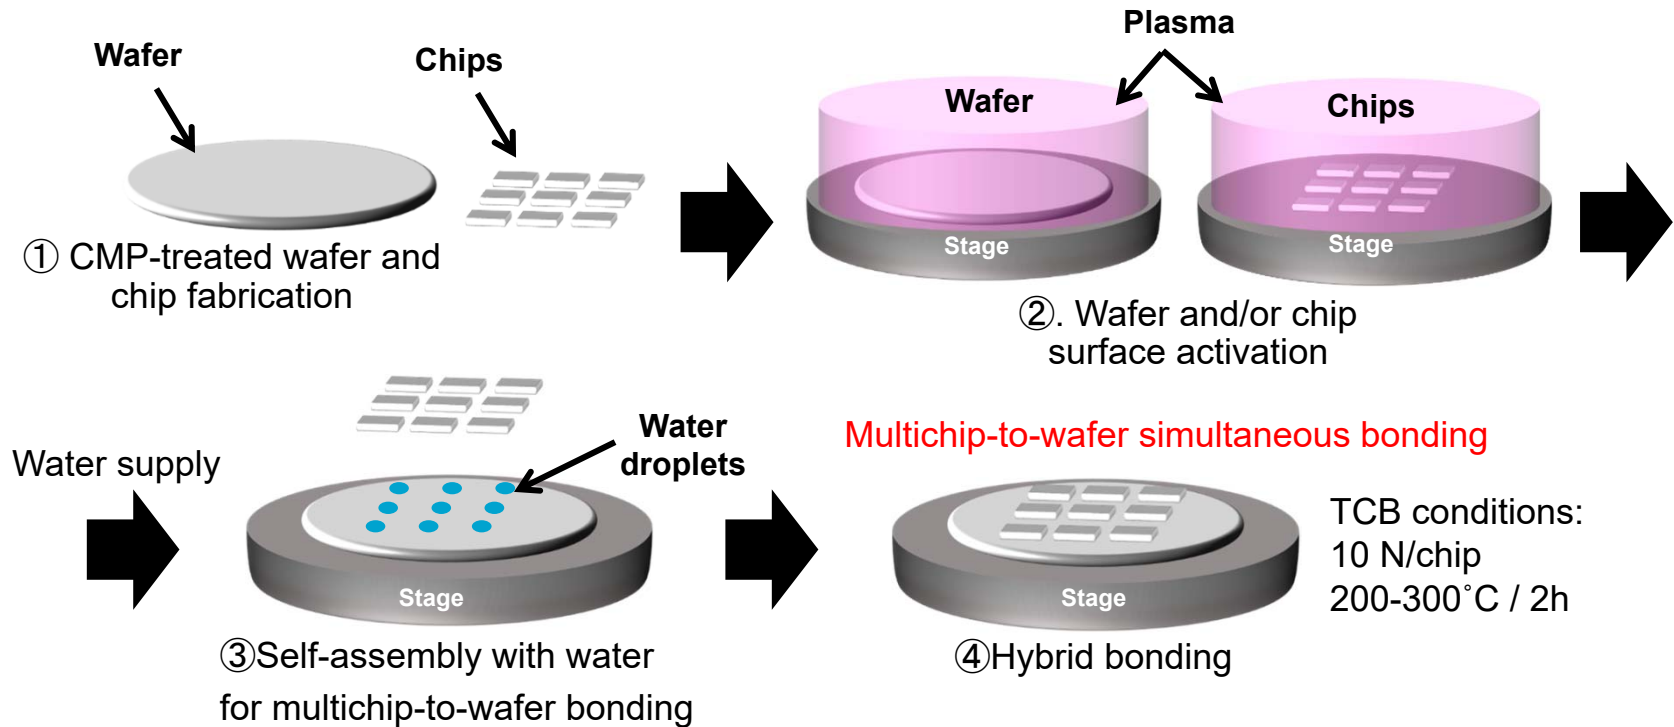 Wafer
Chips
① CMP-treated wafer and
chip fabrication
Plasma
Wafer
Chips
Stage
Stage
②. Wafer and/or chip
surface activation
Water supply
Water
droplets
Stage
③Self-assembly with water
for multichip-to-wafer bonding
Multichip-to-wafer simultaneous bonding
Stage
TCB conditions:
10 N/chip
200-300˚C / 2h
④Hybrid bonding